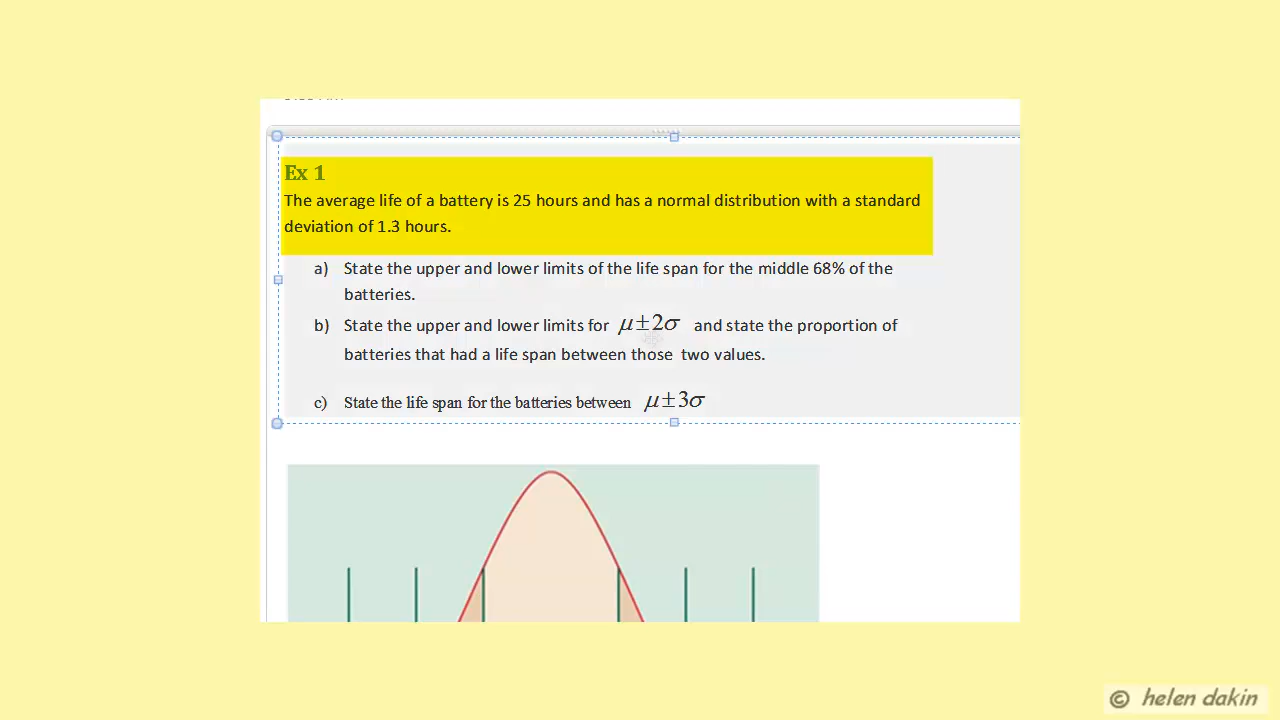 Ex 1
The average life of a battery is 25 hours and has a normal distribution with a standard
deviation of 1.3 hours.
a) State the upper and lower limits of the life span for the middle 68% of the
batteries.
b) State the upper and lower limits for μ±2σ and state the proportion of
batteries that had a life span between those two values.
c) State the life span for the batteries between μ±3σ
© helen dakin